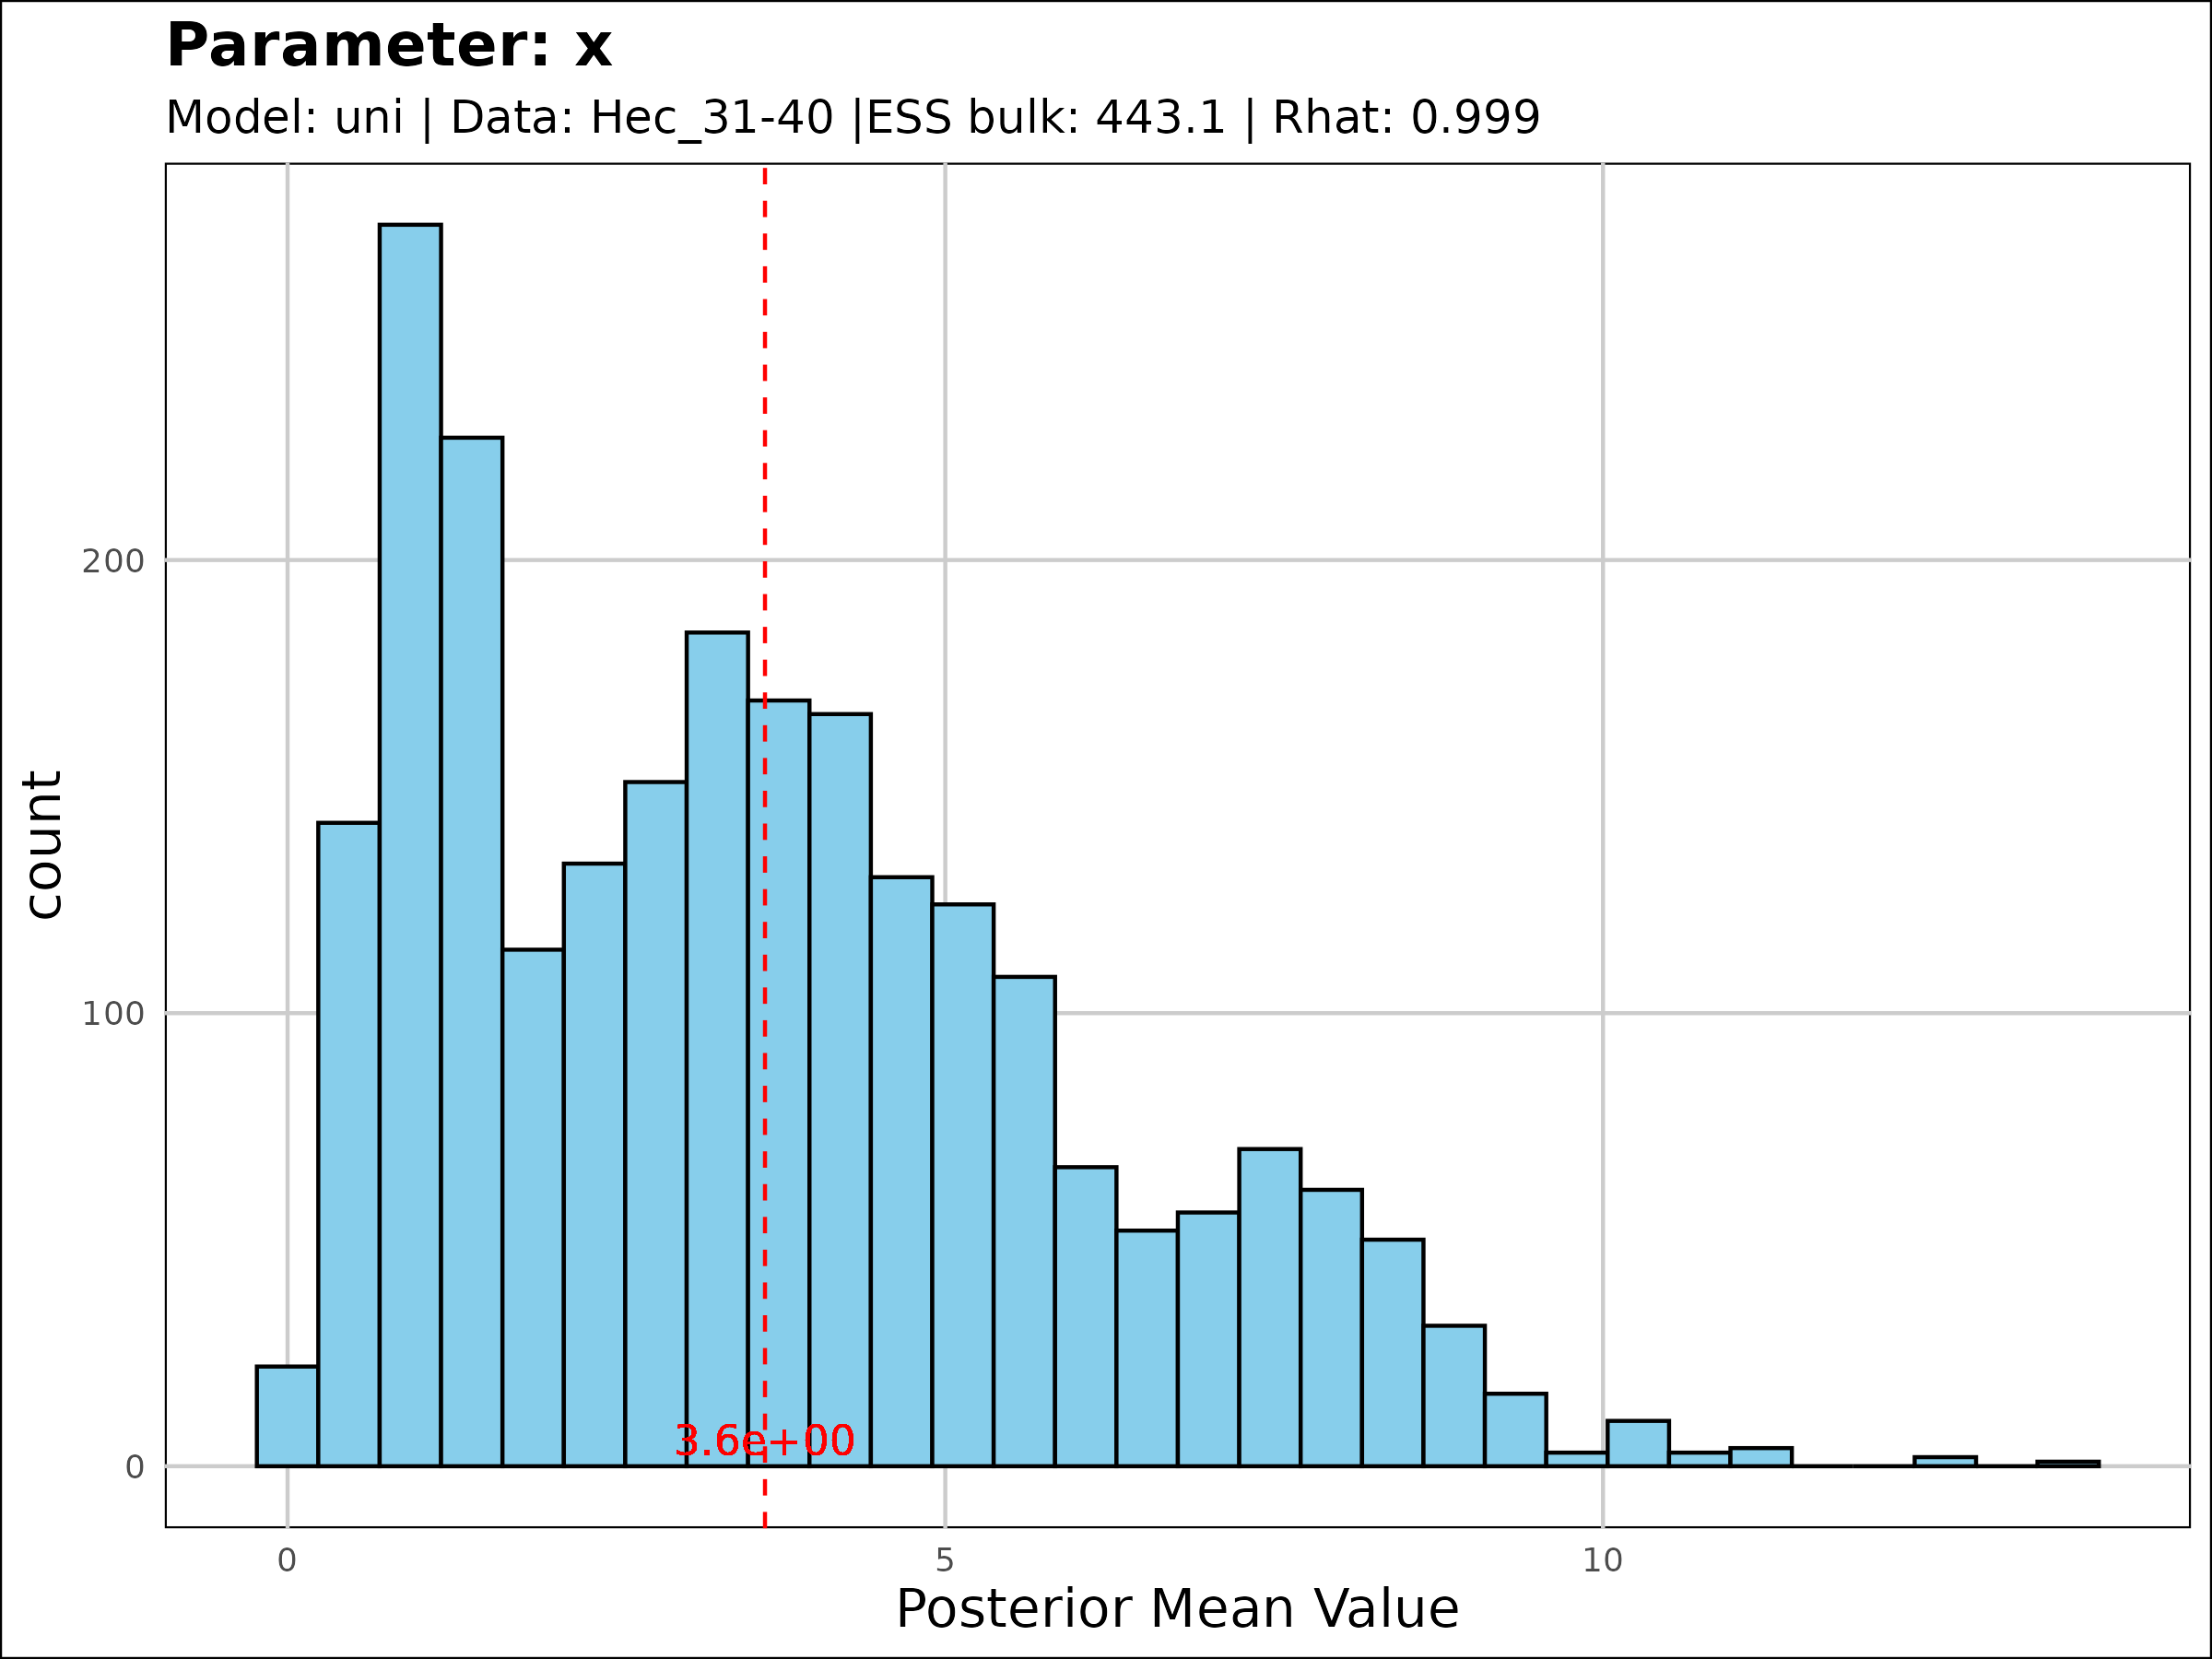 Parameter: x
Model: uni | Data: Hec_31-40 |ESS bulk: 443.1 | Rhat: 0.999
200
100
0
count
3.6e+00
0 5 10
Posterior Mean Value